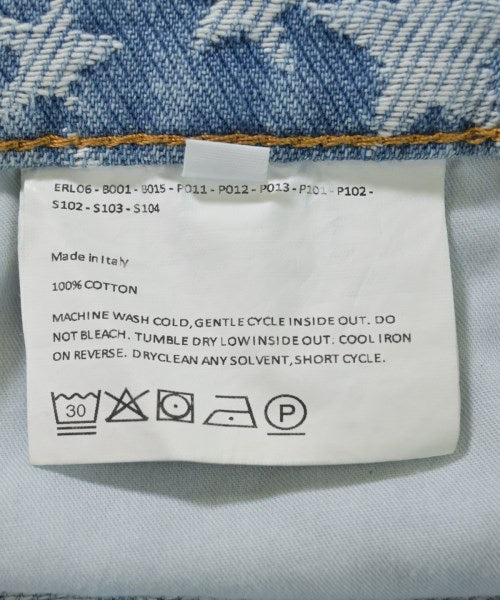 ERL06 - B001 - B015 - P011 - P012 - P013 - P101 - P102 -
S102 - S103 - S104
Made in Italy
100% COTTON
MACHINE WASH COLD, GENTLE CYCLE INSIDE OUT. DO
NOT BLEACH. TUMBLE DRY LOW INSIDE OUT. COOL IRON
ON REVERSE. DRYCLEAN ANY SOLVENT, SHORT CYCLE.
30 P